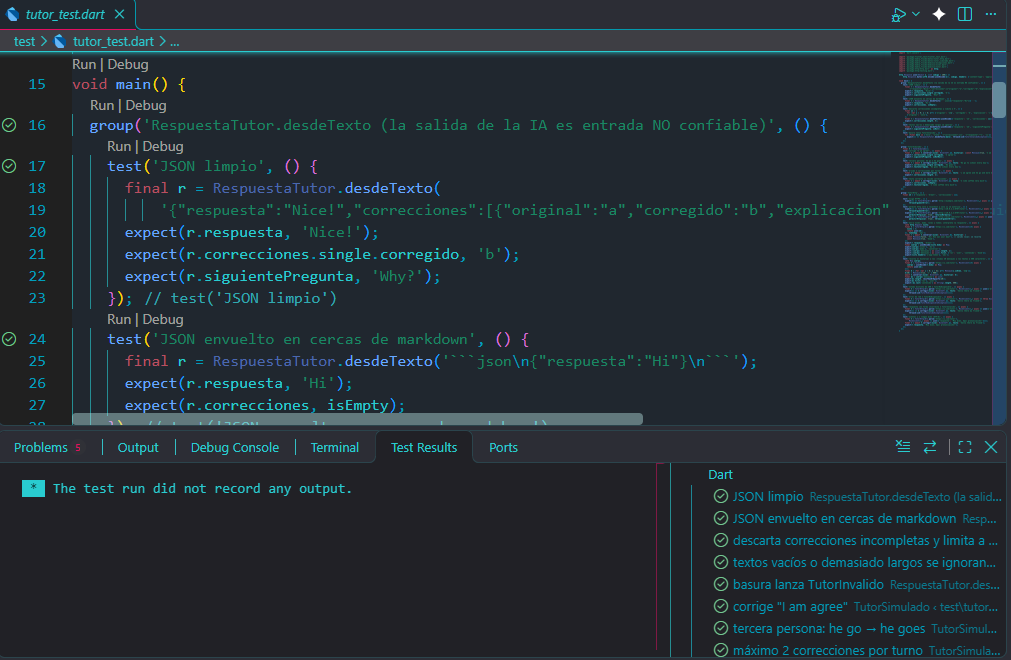 tutor_test.dart
test > tutor_test.dart > ...
Run | Debug
15 void main() {
Run | Debug
16 group('RespuestaTutor.desdeTexto (la salida de la IA es entrada NO confiable)', () {
Run | Debug
17 test('JSON limpio', () {
18 final r = RespuestaTutor.desdeTexto(
19 '{"respuesta":"Nice!","correcciones":[{"original":"a","corregido":"b","explicacion"
20 expect(r.respuesta, 'Nice!');
21 expect(r.correcciones.single.corregido, 'b');
22 expect(r.siguientePregunta, 'Why?');
23 }); // test('JSON limpio')
Run | Debug
24 test('JSON envuelto en cercas de markdown', () {
25 final r = RespuestaTutor.desdeTexto('```json\n{"respuesta":"Hi"}\n```');
26 expect(r.respuesta, 'Hi');
27 expect(r.correcciones, isEmpty);
Problems 5 Output Debug Console Terminal Test Results Ports
* The test run did not record any output.
Dart
JSON limpio RespuestaTutor.desdeTexto (la salid...
JSON envuelto en cercas de markdown Resp...
descarta correcciones incompletas y limita a ...
textos vacíos o demasiado largos se ignoran...
basura lanza TutorInvalido RespuestaTutor.des...
corrige "I am agree" TutorSimulado < test\tutor...
tercera persona: he go → he goes TutorSimul...
máximo 2 correcciones por turno TutorSimula...